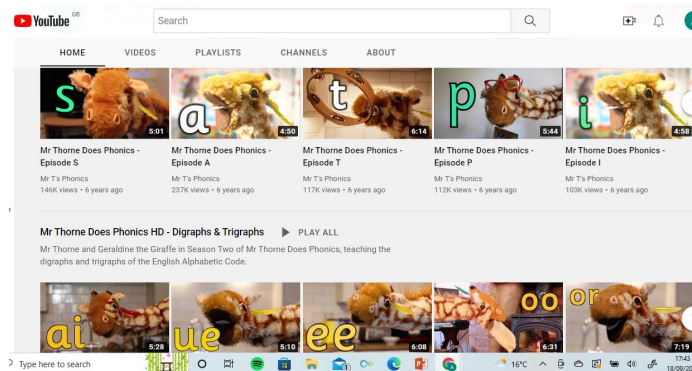 YouTube GB
Search
HOME VIDEOS PLAYLISTS CHANNELS ABOUT
s a t p i
5:01 4:50 6:14 5:44 4:58
Mr Thorne Does Phonics - Episode S
Mr T's Phonics
146K views • 6 years ago
Mr Thorne Does Phonics - Episode A
Mr T's Phonics
237K views • 6 years ago
Mr Thorne Does Phonics - Episode T
Mr T's Phonics
117K views • 6 years ago
Mr Thorne Does Phonics - Episode P
Mr T's Phonics
112K views • 6 years ago
Mr Thorne Does Phonics - Episode I
Mr T's Phonics
103K views • 6 years ago
Mr Thorne Does Phonics HD - Digraphs & Trigraphs PLAY ALL
Mr Thorne and Geraldine the Giraffe in Season Two of Mr Thorne Does Phonics, teaching the
digraphs and trigraphs of the English Alphabetic Code.
ai ue ee oo or
5:28 5:10 6:08 6:31 7:19
Type here to search
16°C
17:43
18/09/20